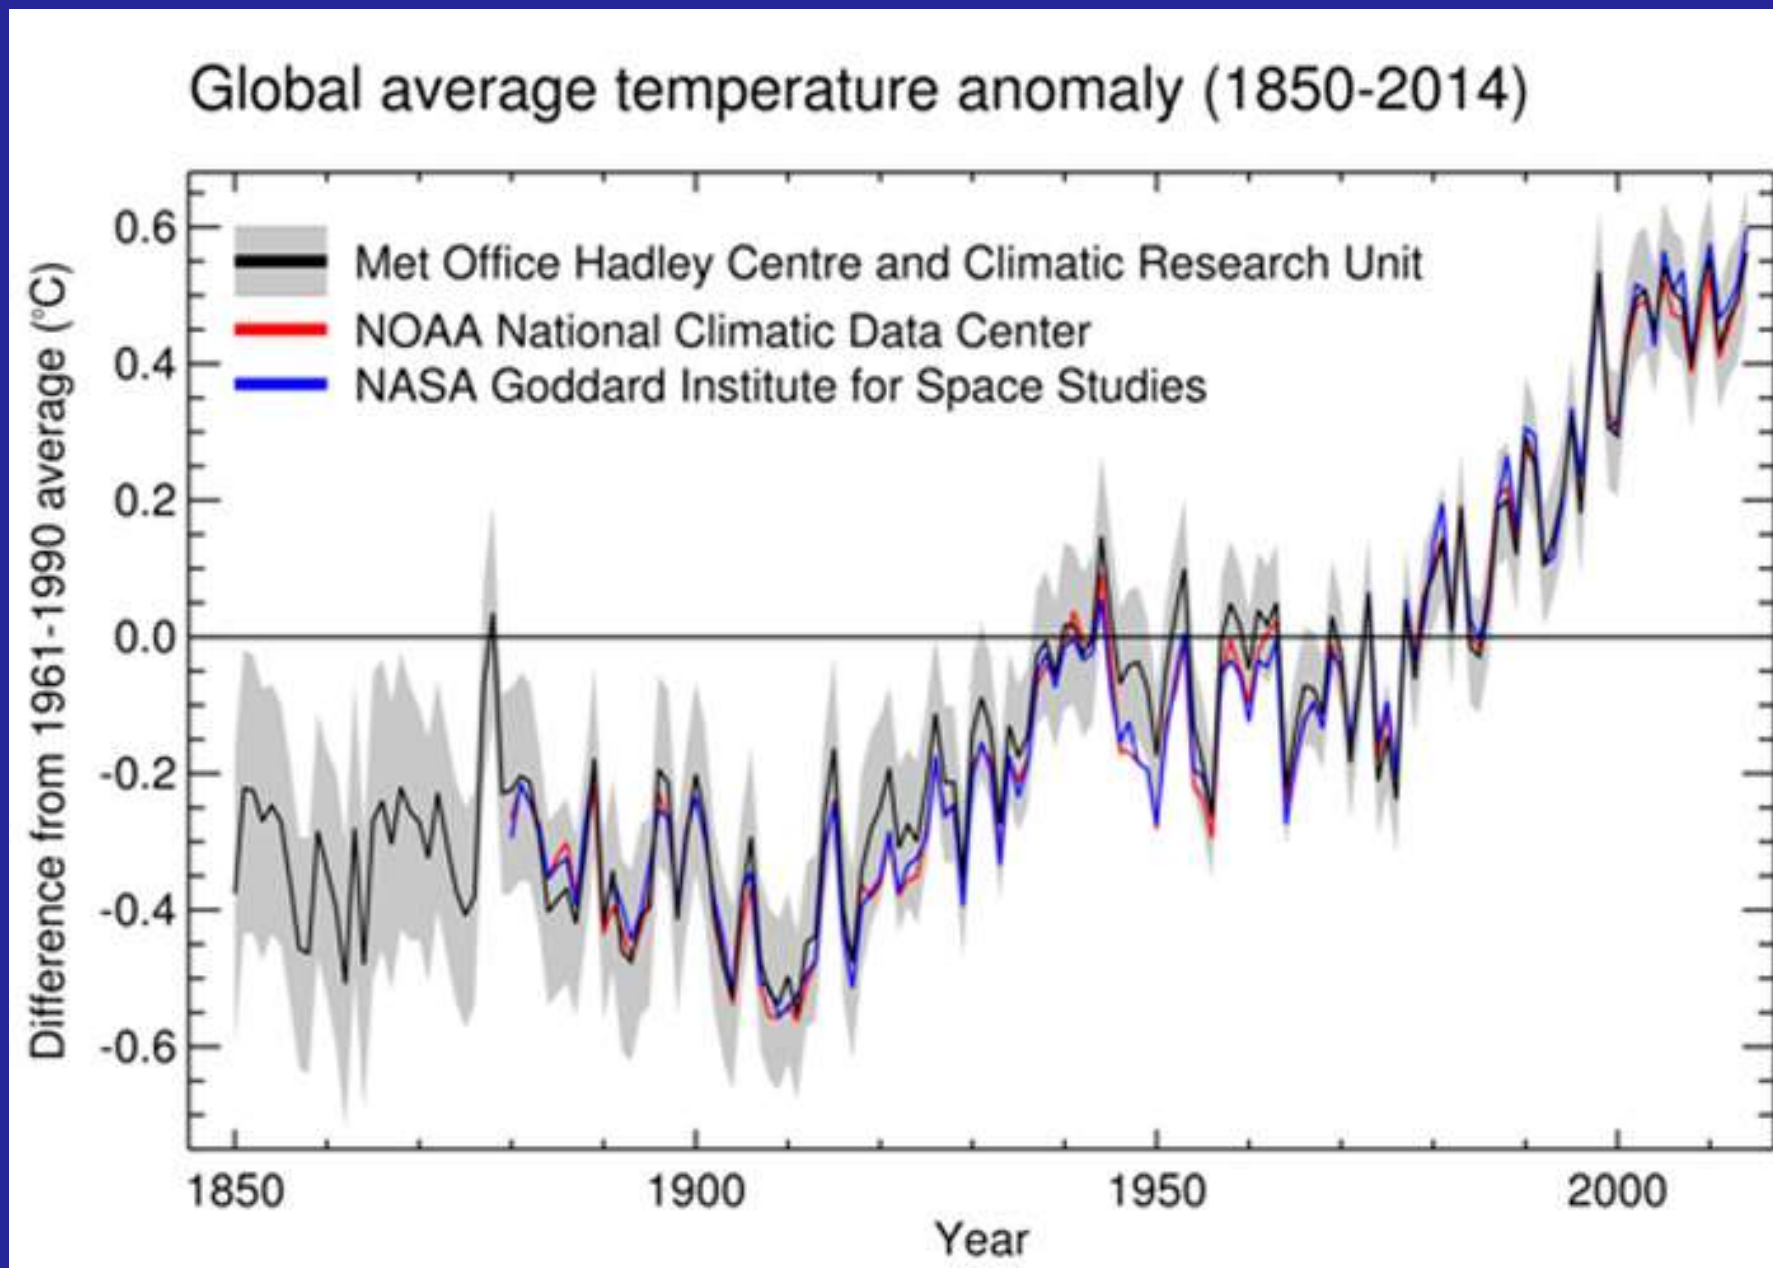 Global average temperature anomaly (1850-2014)
Difference from 1961-1990 average (°C)
0.6
0.4
0.2
0.0
-0.2
-0.4
-0.6
Met Office Hadley Centre and Climatic Research Unit
NOAA National Climatic Data Center
NASA Goddard Institute for Space Studies
1850 1900 1950 2000
Year